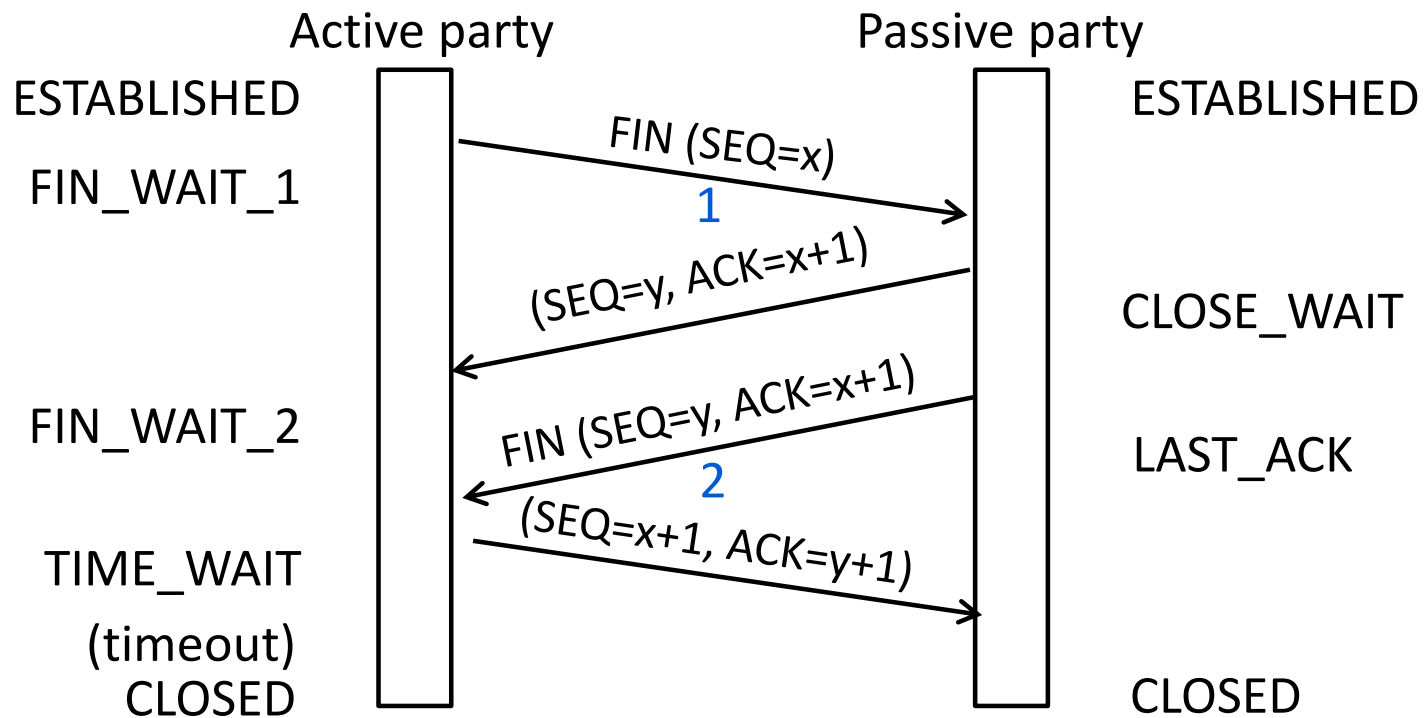 Active party
Passive party
ESTABLISHED
ESTABLISHED
FIN (SEQ=x)
FIN_WAIT_1
1
(SEQ=y, ACK=x+1)
CLOSE_WAIT
FIN (SEQ=y, ACK=x+1)
FIN_WAIT_2
LAST_ACK
2
(SEQ=x+1, ACK=y+1)
TIME_WAIT
(timeout)
CLOSED
CLOSED